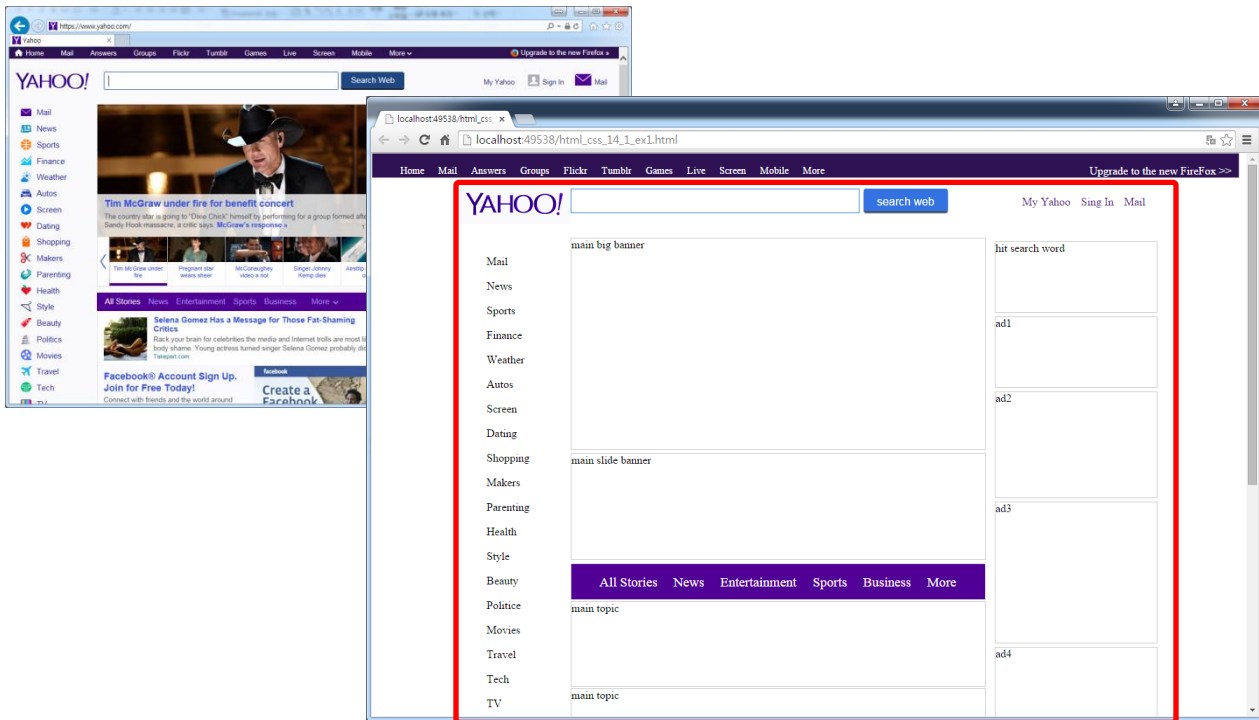 https://www.yahoo.com/
Yahoo
Home Mail Answers Groups Flickr Tumblr Games Live Screen Mobile More Upgrade to the new Firefox »
YAHOO! Search Web My Yahoo Sign In Mail
Mail
News
Sports
Finance
Weather
Autos
Screen
Dating
Shopping
Makers
Parenting
Health
Style
Beauty
Politics
Movies
Travel
Tech
TV
Tim McGraw under fire for benefit concert
The country star is going to "Dixie Chick" himself by performing for a group formed afte
Sandy Hook massacre, a critic says. McGraw's response »
Tim McGraw under fire
Pregnant star wears sheer
McConaughey video a riot
Singer Johnny Kemp dies
Airstrip
All Stories News Entertainment Sports Business More
Selena Gomez Has a Message for Those Fat-Shaming
Critics
Rack your brain for celebrities the media and Internet trolls are most li
body shame. Young actress turned singer Selena Gomez probably di
Takepart.com
Facebook® Account Sign Up.
Join for Free Today!
Connect with friends and the world around
facebook
Create a
Facebook
localhost:49538/html_css_
localhost:49538/html_css_14_1_ex1.html
Home Mail Answers Groups Flickr Tumblr Games Live Screen Mobile More Upgrade to the new FireFox >>
YAHOO! search web My Yahoo Sing In Mail
Mail
News
Sports
Finance
Weather
Autos
Screen
Dating
Shopping
Makers
Parenting
Health
Style
Beauty
Politice
Movies
Travel
Tech
TV
main big banner
main slide banner
All Stories News Entertainment Sports Business More
main topic
main topic
hit search word
ad1
ad2
ad3
ad4